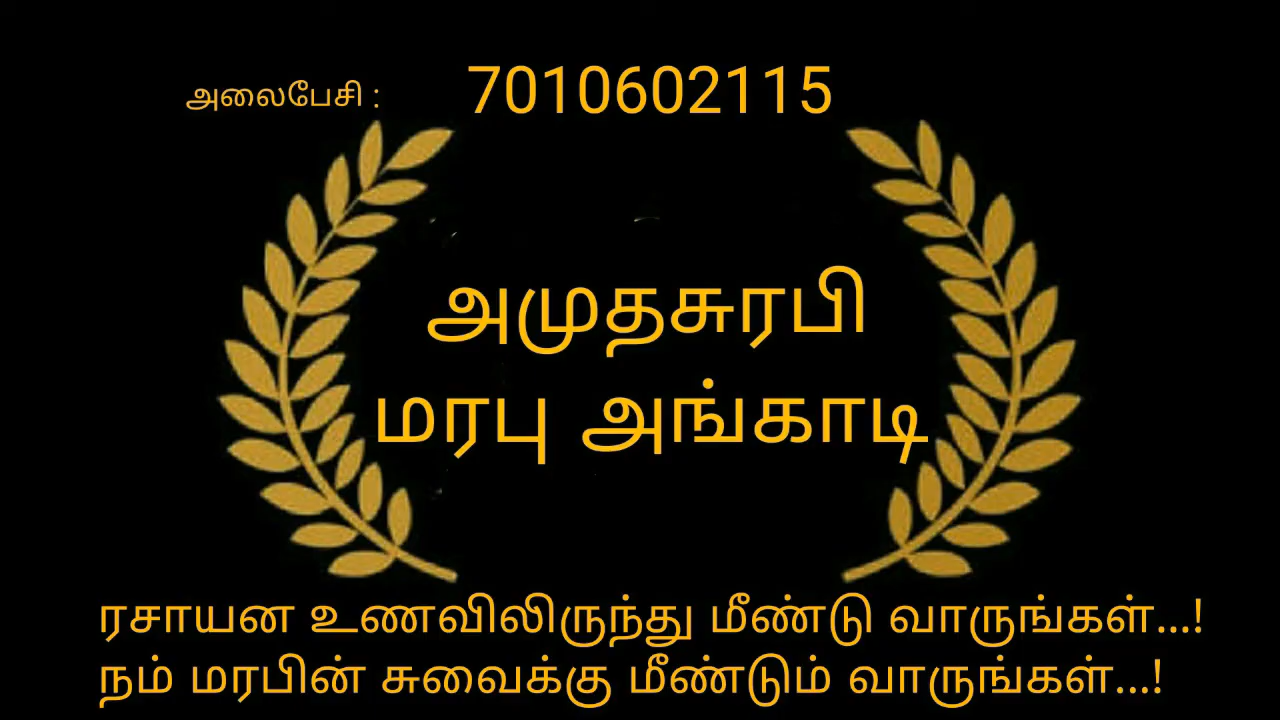 அலைபேசி : 7010602115
அமுதசுரபி
மரபு அங்காடி
ரசாயன உணவிலிருந்து மீண்டு வாருங்கள்...!
நம் மரபின் சுவைக்கு மீண்டும் வாருங்கள்...!